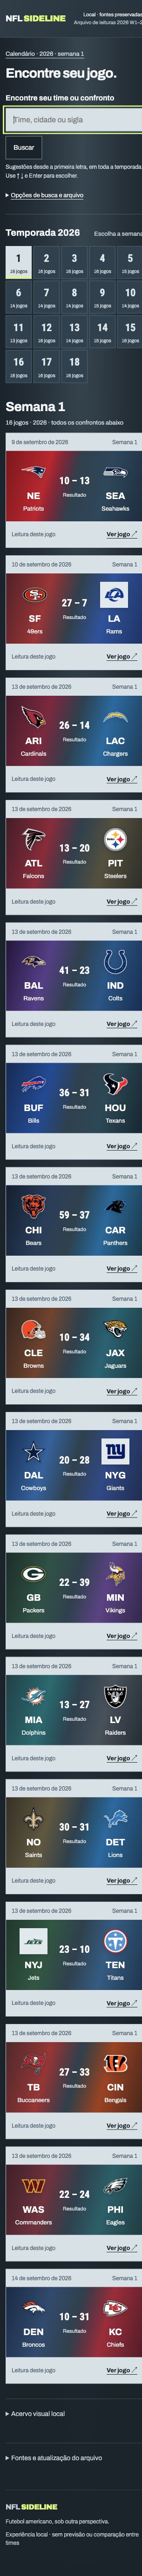 NFL SIDELINE
Local · fontes preservadas
Arquivo de leituras 2026 W1–2
Calendário · 2026 · semana 1
Encontre seu jogo.
Encontre seu time ou confronto
Time, cidade ou sigla
Buscar
Sugestões desde a primeira letra, em toda a temporada.
Use ↑ ↓ e Enter para escolher.
Opções de busca e arquivo
Temporada 2026
Escolha a semana
1 2 3 4 5
16 jogos 16 jogos 16 jogos 16 jogos 15 jogos
6 7 8 9 10
14 jogos 14 jogos 14 jogos 14 jogos 14 jogos
11 12 13 14 15
13 jogos 16 jogos 14 jogos 16 jogos
16 17 18
16 jogos 16 jogos 16 jogos
Semana 1
16 jogos · 2026 · todos os confrontos abaixo
9 de setembro de 2026 Semana 1
10 – 13
NE Resultado SEA
Patriots Seahawks
Leitura deste jogo Ver jogo ↗
10 de setembro de 2026 Semana 1
27 – 7
SF Resultado LA
49ers Rams
Leitura deste jogo Ver jogo ↗
13 de setembro de 2026 Semana 1
26 – 14
ARI Resultado LAC
Cardinals Chargers
Leitura deste jogo Ver jogo ↗
13 de setembro de 2026 Semana 1
13 – 20
ATL Resultado PIT
Falcons Steelers
Leitura deste jogo Ver jogo ↗
13 de setembro de 2026 Semana 1
41 – 23
BAL Resultado IND
Ravens Colts
Leitura deste jogo Ver jogo ↗
13 de setembro de 2026 Semana 1
36 – 31
BUF Resultado HOU
Bills Texans
Leitura deste jogo Ver jogo ↗
13 de setembro de 2026 Semana 1
59 – 37
CHI Resultado CAR
Bears Panthers
Leitura deste jogo Ver jogo ↗
13 de setembro de 2026 Semana 1
10 – 34
CLE Resultado JAX
Browns Jaguars
Leitura deste jogo Ver jogo ↗
13 de setembro de 2026 Semana 1
20 – 28
DAL Resultado NYG
Cowboys Giants
Leitura deste jogo Ver jogo ↗
13 de setembro de 2026 Semana 1
22 – 39
GB Resultado MIN
Packers Vikings
Leitura deste jogo Ver jogo ↗
13 de setembro de 2026 Semana 1
13 – 27
MIA Resultado LV
Dolphins Raiders
Leitura deste jogo Ver jogo ↗
13 de setembro de 2026 Semana 1
30 – 31
NO Resultado DET
Saints Lions
Leitura deste jogo Ver jogo ↗
13 de setembro de 2026 Semana 1
23 – 10
NYJ Resultado TEN
Jets Titans
Leitura deste jogo Ver jogo ↗
13 de setembro de 2026 Semana 1
27 – 33
TB Resultado CIN
Buccaneers Bengals
Leitura deste jogo Ver jogo ↗
13 de setembro de 2026 Semana 1
22 – 24
WAS Resultado PHI
Commanders Eagles
Leitura deste jogo Ver jogo ↗
14 de setembro de 2026 Semana 1
10 – 31
DEN Resultado KC
Broncos Chiefs
Leitura deste jogo Ver jogo ↗
Acervo visual local
Fontes e atualização do arquivo
NFL SIDELINE
Futebol americano, sob outra perspectiva.
Experiência local · sem previsão ou comparação entre
times